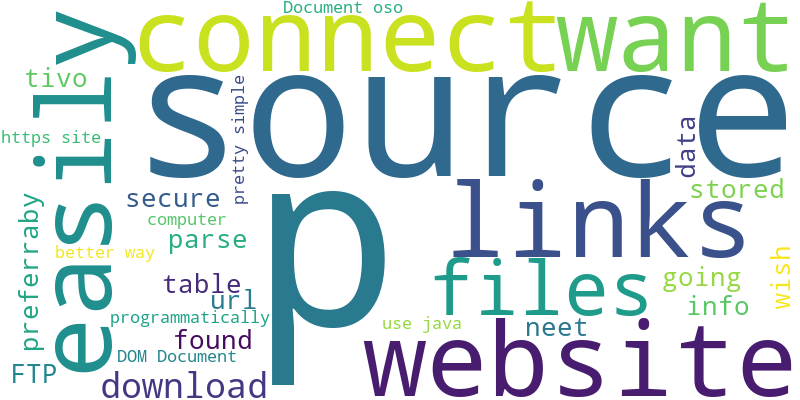 Document oso
connect
want
easily
tivo
source
pretty simple
https site
data
secure
links
stored
preferraby
computer
parse
p
better way
files
going
wish
table
url
info
programmatically
use java
neet
found
website
DOM Document
FTP
download